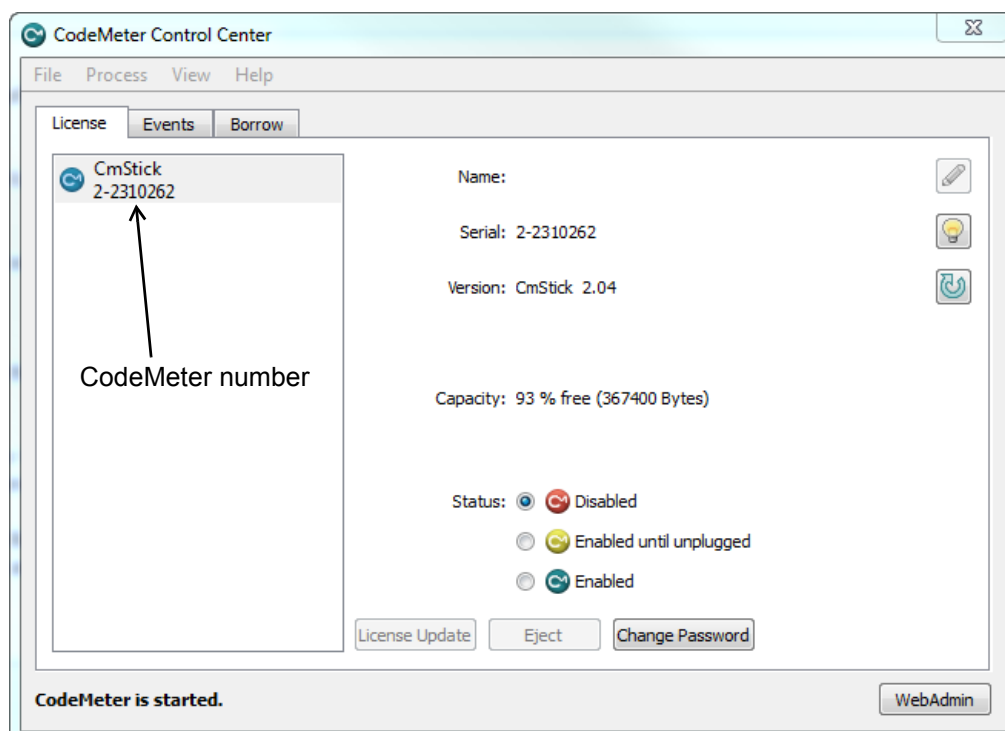 CodeMeter Control Center
File Process View Help
License Events Borrow
CmStick
2-2310262
CodeMeter number
Name:
Serial: 2-2310262
Version: CmStick 2.04
Capacity: 93 % free (367400 Bytes)
Status: Disabled
Enabled until unplugged
Enabled
License Update Eject Change Password
CodeMeter is started. WebAdmin